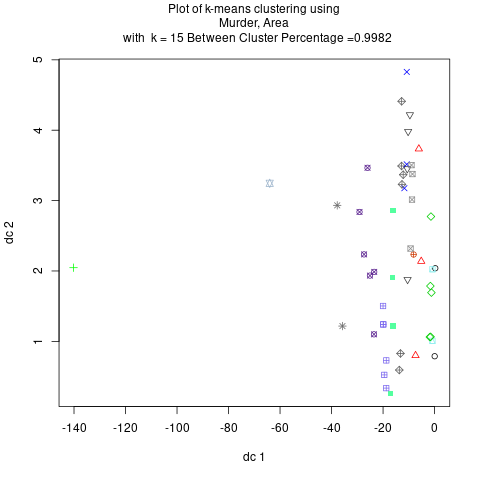 Plot of k-means clustering using
Murder, Area
with k = 15 Between Cluster Percentage =0.9982
5
4
3
2
1
dc 2
-140
-120
-100
-80
-60
-40
-20
0
dc 1